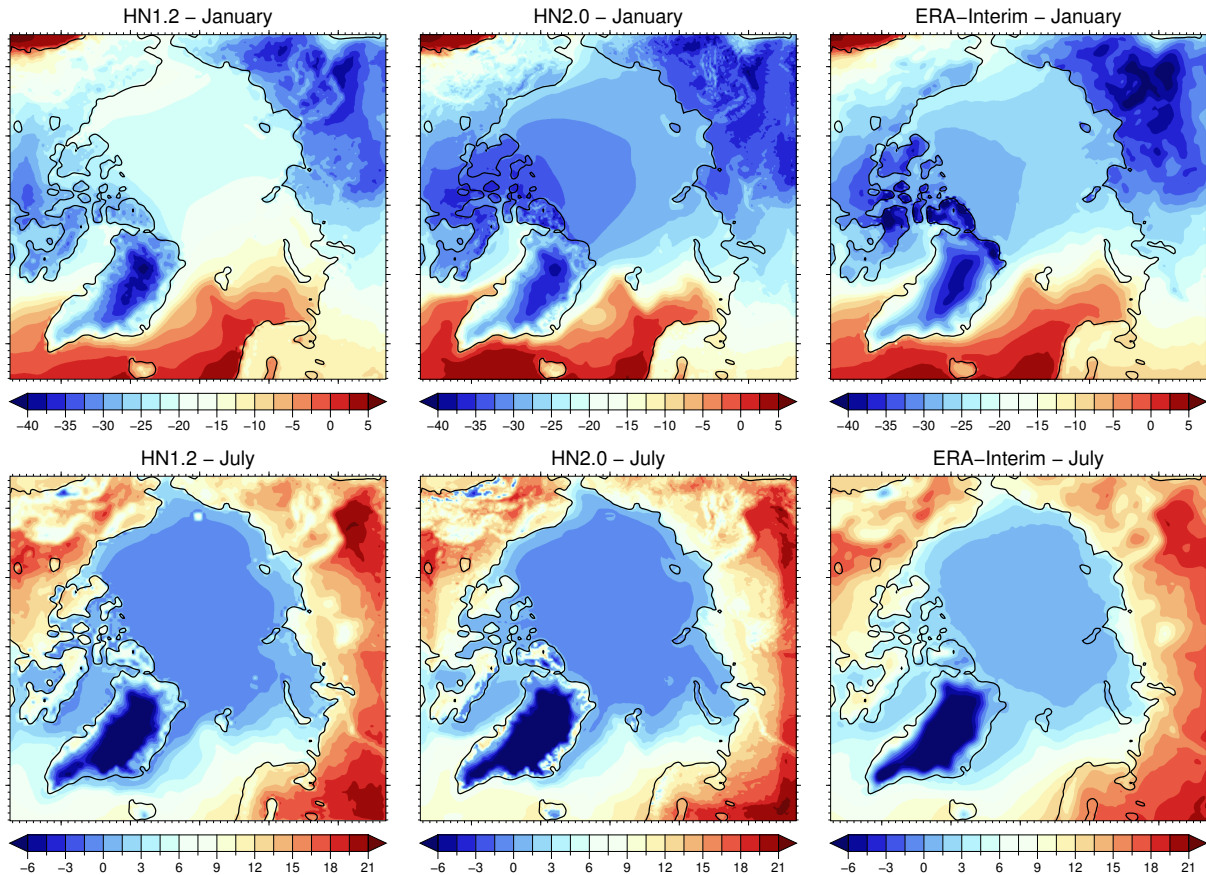 HN1.2 − January HN2.0 − January ERA−Interim − January
−40 −35 −30 −25 −20 −15 −10 −5 0 5 −40 −35 −30 −25 −20 −15 −10 −5 0 5 −40 −35 −30 −25 −20 −15 −10 −5 0 5
HN1.2 − July HN2.0 − July ERA−Interim − July
−6 −3 0 3 6 9 12 15 18 21 −6 −3 0 3 6 9 12 15 18 21 −6 −3 0 3 6 9 12 15 18 21